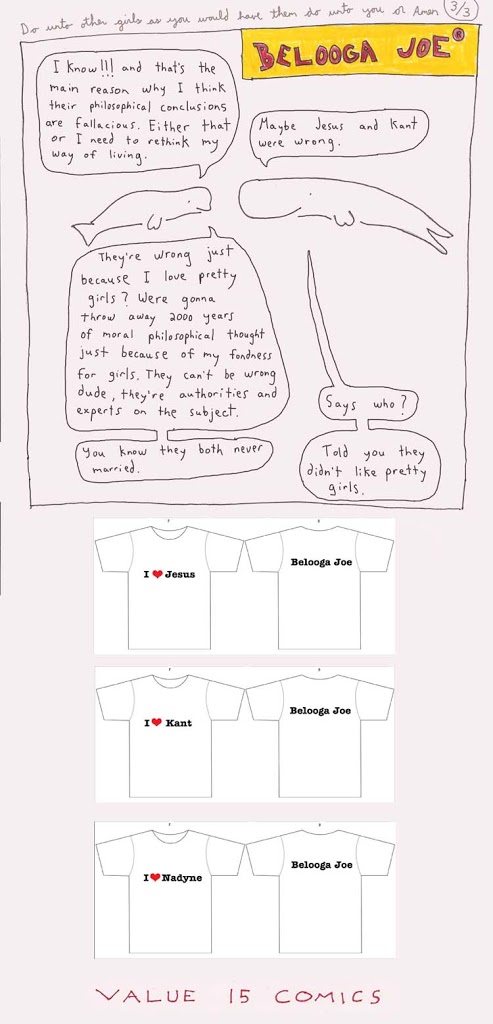 Do unto other girls as you would have them do unto you or Amen
3/3
BELOOGA JOE®
I know!!! and that's the
main reason why I think
their philosophical conclusions
are fallacious. Either that
or I need to rethink my
way of living.
Maybe Jesus and Kant
were wrong.
They're wrong just
because I love pretty
girls? Were gonna
throw away 2000 years
of moral philosophical thought
just because of my fondness
for girls. They can't be wrong
dude, they're authorities and
experts on the subject.
Says who?
You know they both never
married.
Told you they
didn't like pretty
girls.
I ❤ Jesus
Belooga Joe
I ❤ Kant
Belooga Joe
I ❤ Nadyne
Belooga Joe
VALUE 15 COMICS